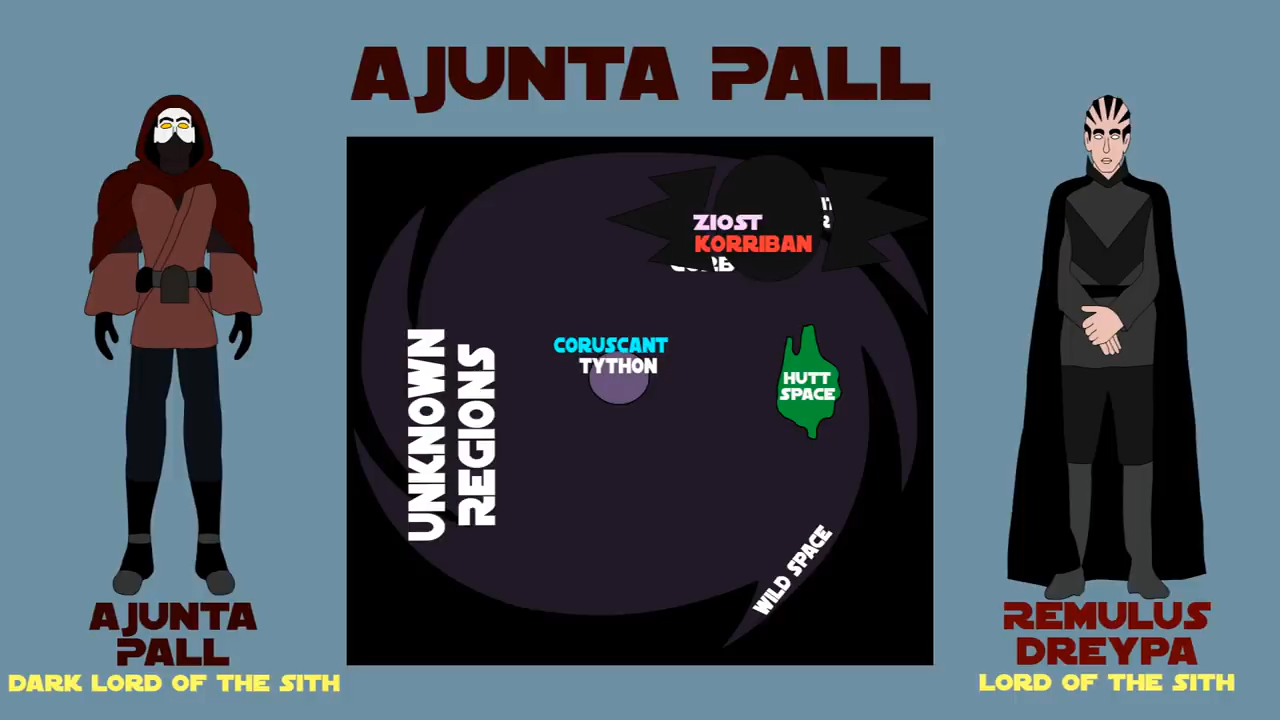 AJUNTA PALL
ZIOST
KORRIBAN
CORUSCANT
TYTHON
HUTT
SPACE
UNKNOWN
REGIONS
WILD SPACE
AJUNTA
PALL
DARK LORD OF THE SITH
REMULUS
DREYPA
LORD OF THE SITH